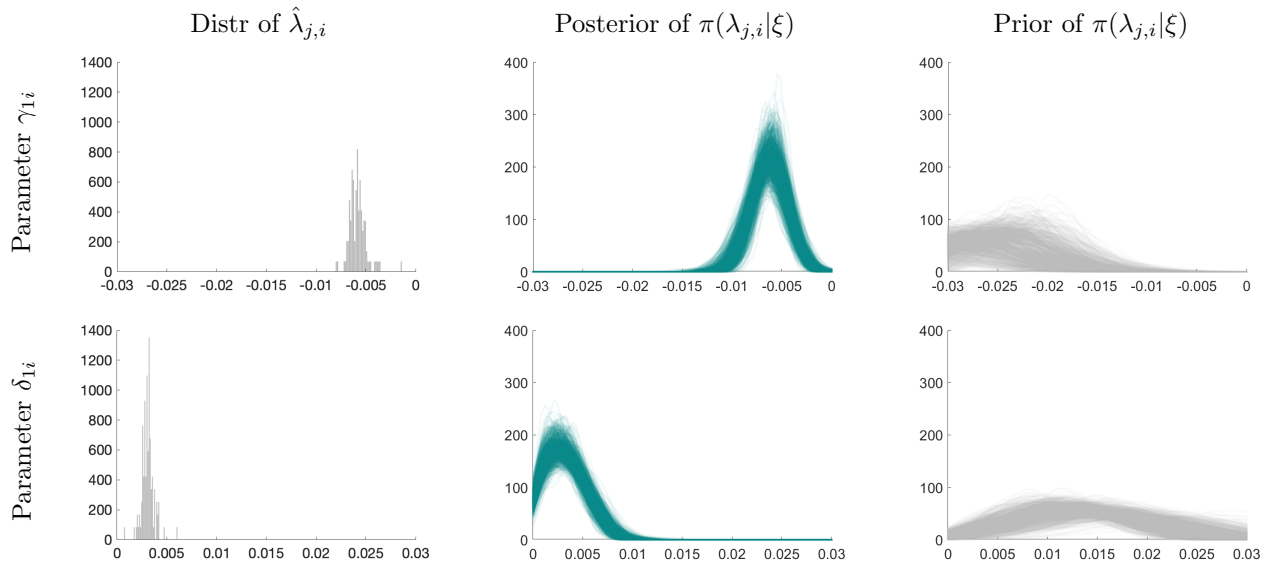 Distr of λ̂_{j,i} Posterior of π(λ_{j,i}|ξ) Prior of π(λ_{j,i}|ξ)
Parameter γ_{1i}
1400 1200 1000 800 600 400 200 0
-0.03 -0.025 -0.02 -0.015 -0.01 -0.005 0
400 300 200 100 0
-0.03 -0.025 -0.02 -0.015 -0.01 -0.005 0
400 300 200 100 0
-0.03 -0.025 -0.02 -0.015 -0.01 -0.005 0
Parameter δ_{1i}
1400 1200 1000 800 600 400 200 0
0 0.005 0.01 0.015 0.02 0.025 0.03
400 300 200 100 0
0 0.005 0.01 0.015 0.02 0.025 0.03
400 300 200 100 0
0 0.005 0.01 0.015 0.02 0.025 0.03